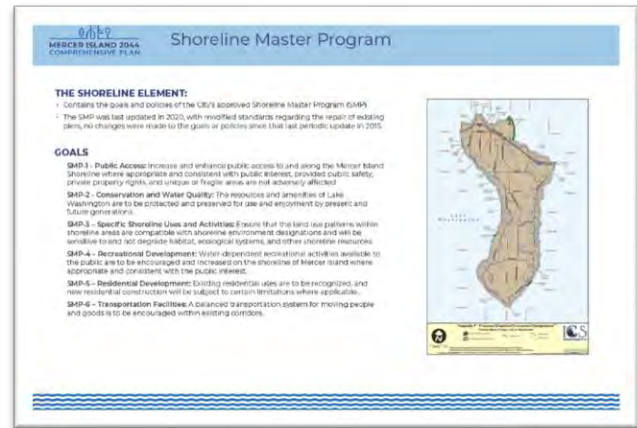 MERCER ISLAND 2044
COMPREHENSIVE PLAN
Shoreline Master Program
THE SHORELINE ELEMENT:
• Contains the goals and policies of the City's approved Shoreline Master Program (SMP)
• The SMP was last updated in 2020, with modified standards regarding the repair of existing
piers, no changes were made to the goals or policies since that last periodic update in 2015.
GOALS
SMP-1 - Public Access: Increase and enhance public access to and along the Mercer Island
Shoreline where appropriate and consistent with public interest, provided public safety,
private property rights, and unique or fragile areas are not adversely affected
SMP-2 - Conservation and Water Quality: The resources and amenities of Lake
Washington are to be protected and preserved for use and enjoyment by present and
future generations.
SMP-3 – Specific Shoreline Uses and Activities: Ensure that the land use patterns within
shoreline areas are compatible with shoreline environment designations and will be
sensitive to and not degrade habitat, ecological systems, and other shoreline resources
SMP-4 – Recreational Development: Water-dependent recreational activities available to
the public are to be encouraged and increased on the shoreline of Mercer Island where
appropriate and consistent with the public interest.
SMP-5 – Residential Development: Existing residential uses are to be recognized, and
new residential construction will be subject to certain limitations where applicable.
SMP-6 – Transportation Facilities: A balanced transportation system for moving people
and goods is to be encouraged within existing corridors.
Lake
Washington